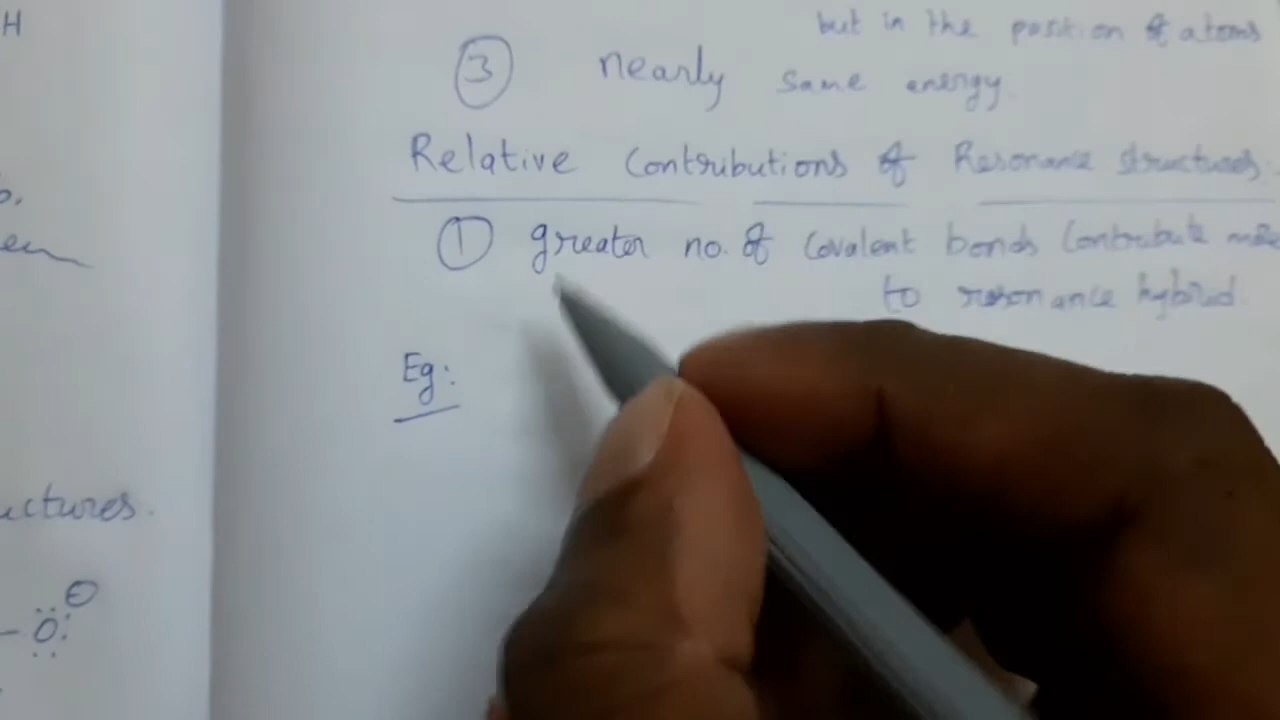 H
but in the position of atoms
③ nearly same energy.
Relative Contributions of Resonance structures.
① greater no. of Covalent bonds Contribute more
to resonance hybrid.
Eg:
uctures.
– Ö: ⊖